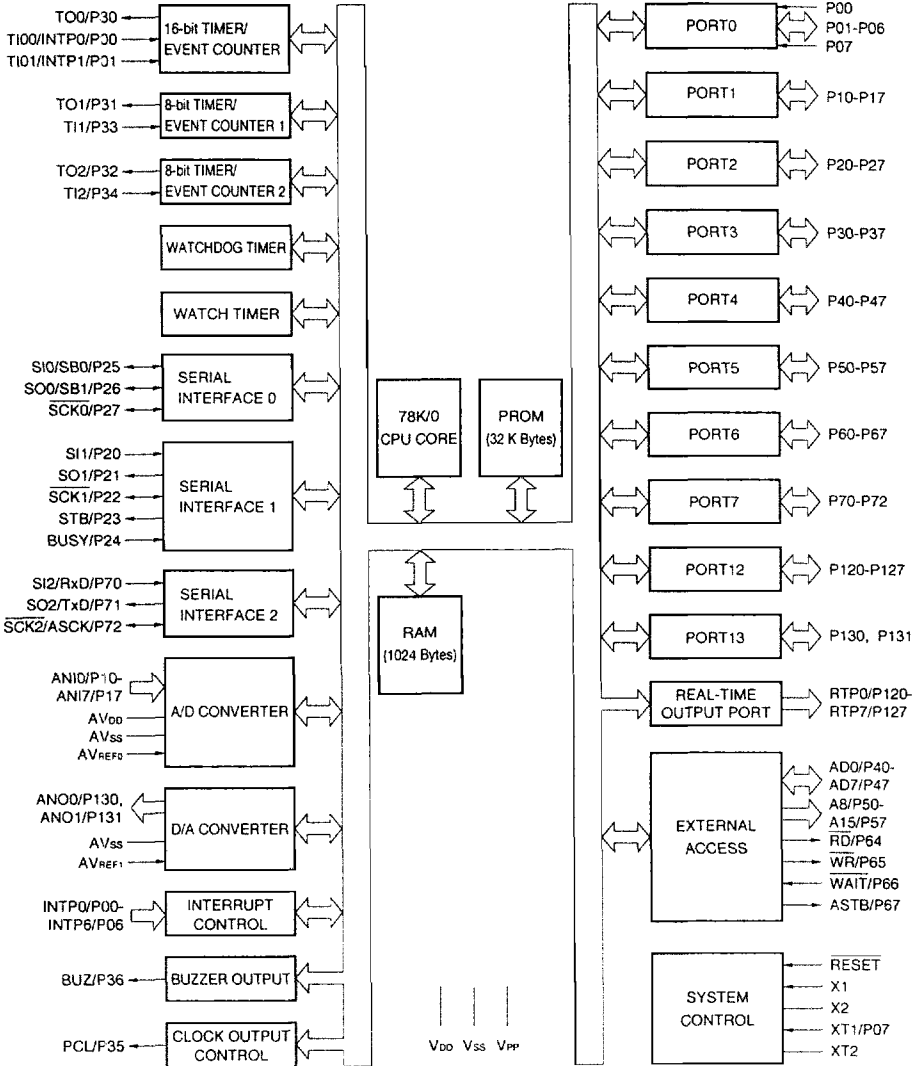 TO0/P30
TI00/INTP0/P00
TI01/INTP1/P01
16-bit TIMER/
EVENT COUNTER
TO1/P31
TI1/P33
8-bit TIMER/
EVENT COUNTER 1
TO2/P32
TI2/P34
8-bit TIMER/
EVENT COUNTER 2
WATCHDOG TIMER
WATCH TIMER
SI0/SB0/P25
SO0/SB1/P26
SCK0/P27
SERIAL
INTERFACE 0
SI1/P20
SO1/P21
SCK1/P22
STB/P23
BUSY/P24
SERIAL
INTERFACE 1
SI2/RxD/P70
SO2/TxD/P71
SCK2/ASCK/P72
SERIAL
INTERFACE 2
ANI0/P10-
ANI7/P17
AVDD
AVSS
AVREF0
A/D CONVERTER
ANO0/P130,
ANO1/P131
AVSS
AVREF1
D/A CONVERTER
INTP0/P00-
INTP6/P06
INTERRUPT
CONTROL
BUZ/P36
BUZZER OUTPUT
PCL/P35
CLOCK OUTPUT
CONTROL
78K/0
CPU CORE
PROM
(32 K Bytes)
RAM
(1024 Bytes)
VDD VSS VPP
PORT0
P00
P01-P06
P07
PORT1
P10-P17
PORT2
P20-P27
PORT3
P30-P37
PORT4
P40-P47
PORT5
P50-P57
PORT6
P60-P67
PORT7
P70-P72
PORT12
P120-P127
PORT13
P130, P131
REAL-TIME
OUTPUT PORT
RTP0/P120-
RTP7/P127
EXTERNAL
ACCESS
AD0/P40-
AD7/P47
A8/P50-
A15/P57
RD/P64
WR/P65
WAIT/P66
ASTB/P67
SYSTEM
CONTROL
RESET
X1
X2
XT1/P07
XT2